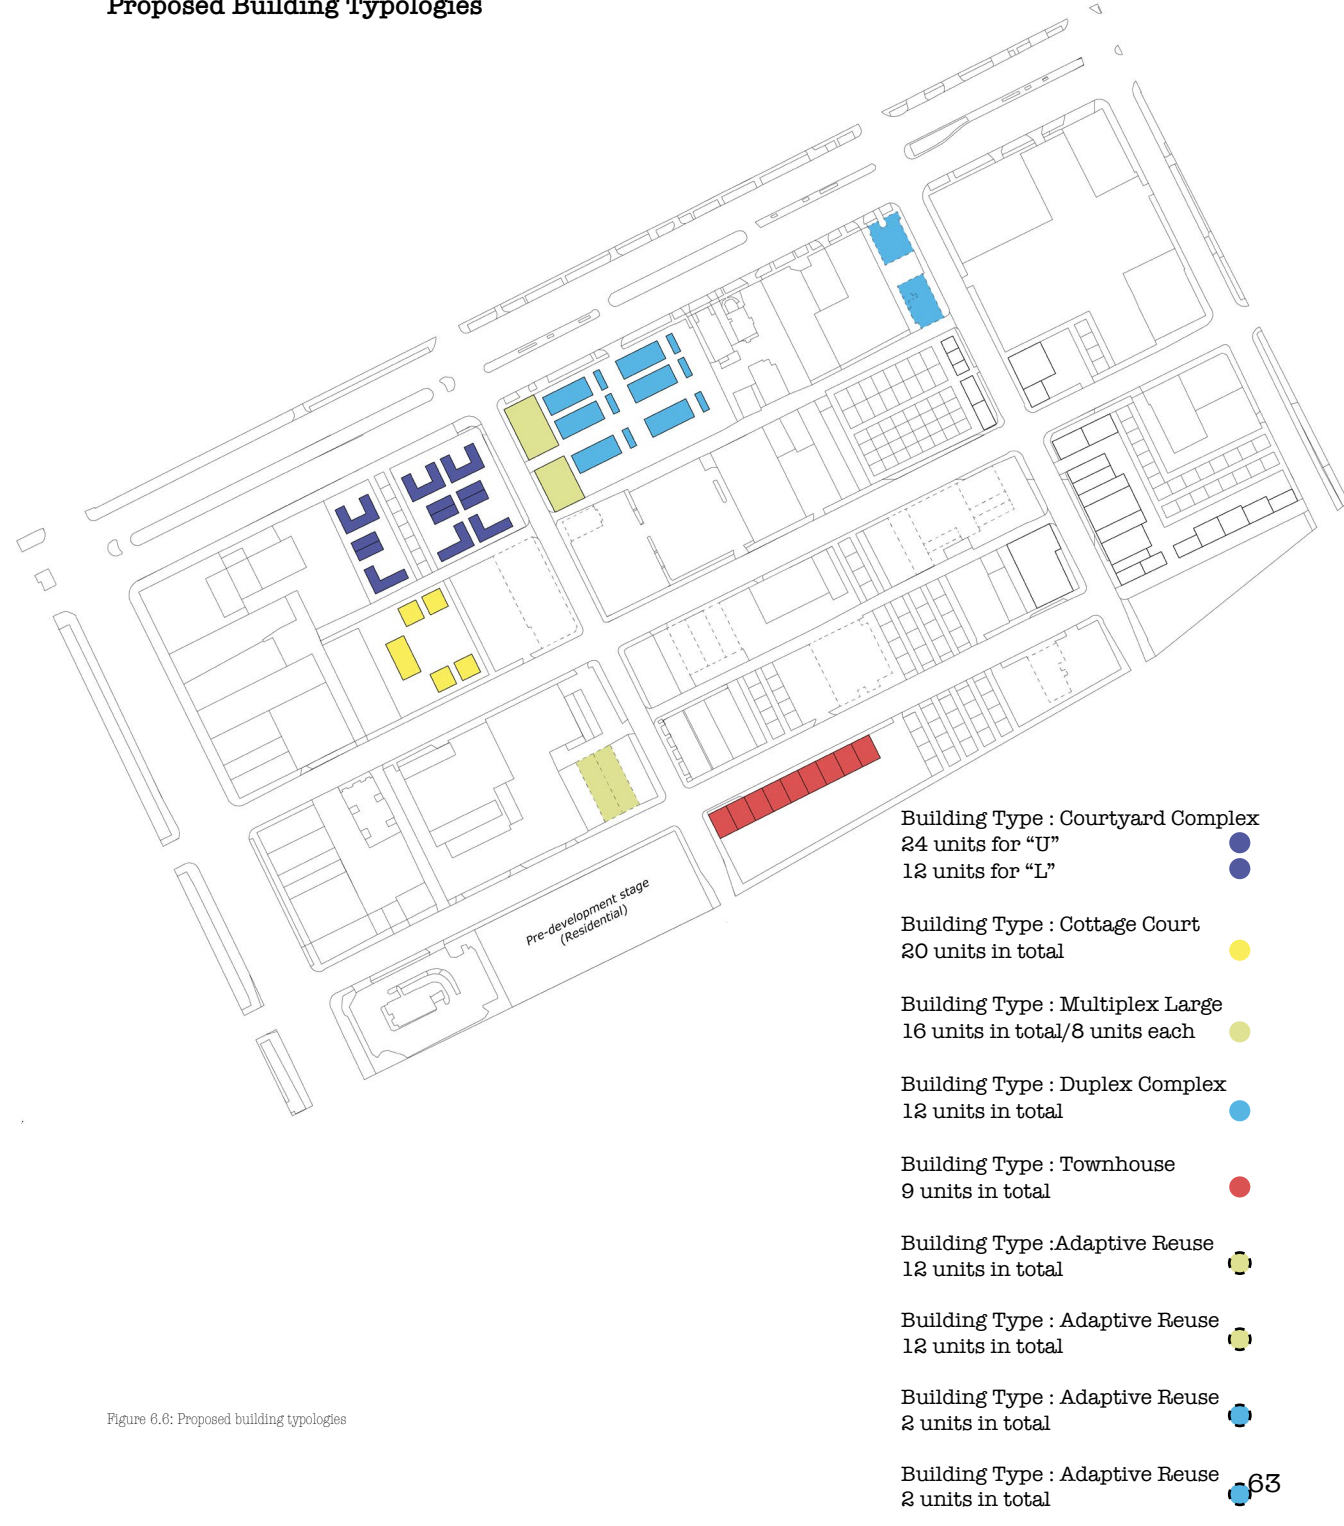 Proposed Building Typologies
Pre-development stage
(Residential)
Building Type : Courtyard Complex
24 units for “U”
12 units for “L”
Building Type : Cottage Court
20 units in total
Building Type : Multiplex Large
16 units in total/8 units each
Building Type : Duplex Complex
12 units in total
Building Type : Townhouse
9 units in total
Building Type :Adaptive Reuse
12 units in total
Building Type : Adaptive Reuse
12 units in total
Building Type : Adaptive Reuse
2 units in total
Building Type : Adaptive Reuse
2 units in total
Figure 6.6: Proposed building typologies
63